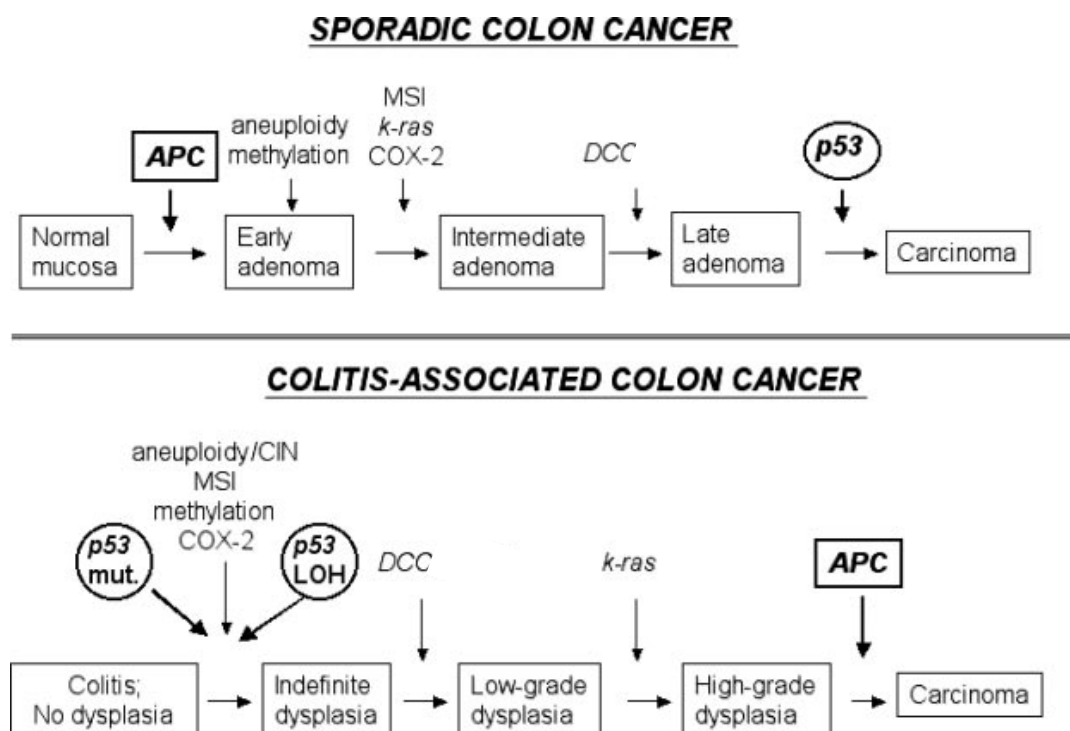 SPORADIC COLON CANCER
MSI
aneuploidy
k-ras
methylation
COX-2
APC
DCC
p53
Normal
mucosa
Early
adenoma
Intermediate
adenoma
Late
adenoma
Carcinoma
COLITIS-ASSOCIATED COLON CANCER
aneuploidy/CIN
MSI
methylation
COX-2
p53
mut.
p53
LOH
DCC
k-ras
APC
Colitis;
No dysplasia
Indefinite
dysplasia
Low-grade
dysplasia
High-grade
dysplasia
Carcinoma